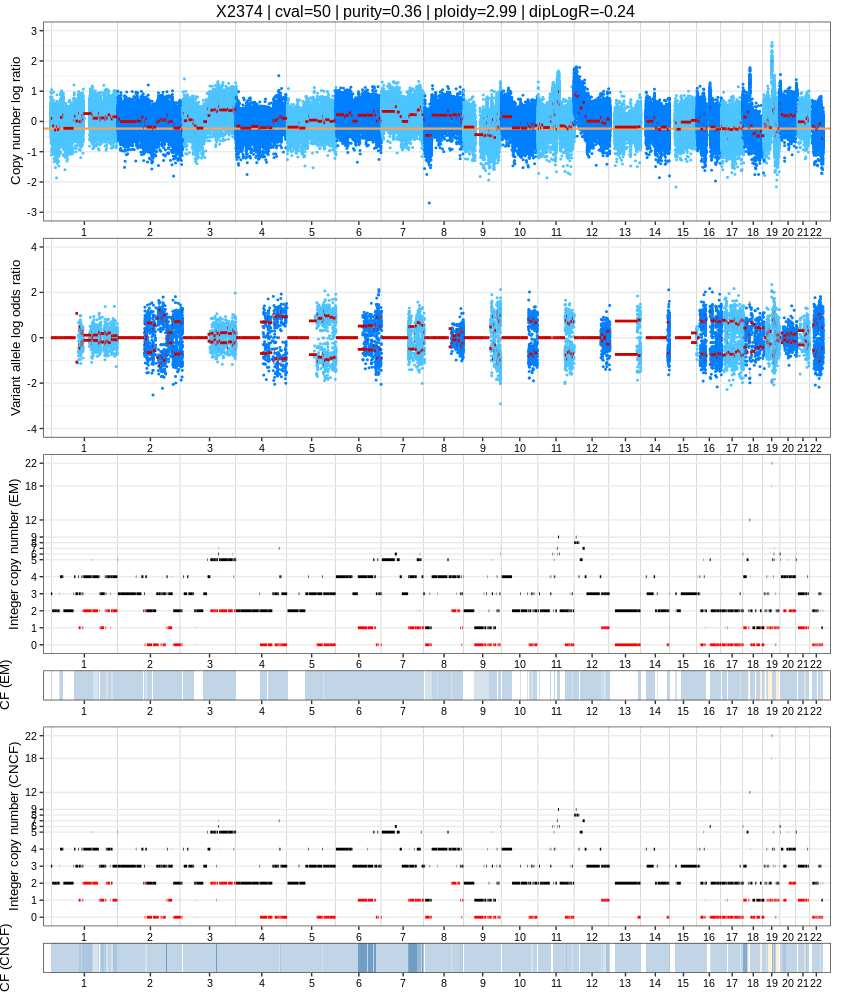 X2374 | cval=50 | purity=0.36 | ploidy=2.99 | dipLogR=-0.24
Copy number log ratio
3
2
1
0
-1
-2
-3
1 2 3 4 5 6 7 8 9 10 11 12 13 14 15 16 17 18 19 20 21 22
Variant allele log odds ratio
4
2
0
-2
-4
1 2 3 4 5 6 7 8 9 10 11 12 13 14 15 16 17 18 19 20 21 22
Integer copy number (EM)
22
18
12
9
8
7
6
5
4
3
2
1
0
1 2 3 4 5 6 7 8 9 10 11 12 13 14 15 16 17 18 19 20 21 22
CF (EM)
1 2 3 4 5 6 7 8 9 10 11 12 13 14 15 16 17 18 19 20 21 22
Integer copy number (CNCF)
22
18
12
9
8
7
6
5
4
3
2
1
0
1 2 3 4 5 6 7 8 9 10 11 12 13 14 15 16 17 18 19 20 21 22
CF (CNCF)
1 2 3 4 5 6 7 8 9 10 11 12 13 14 15 16 17 18 19 20 21 22